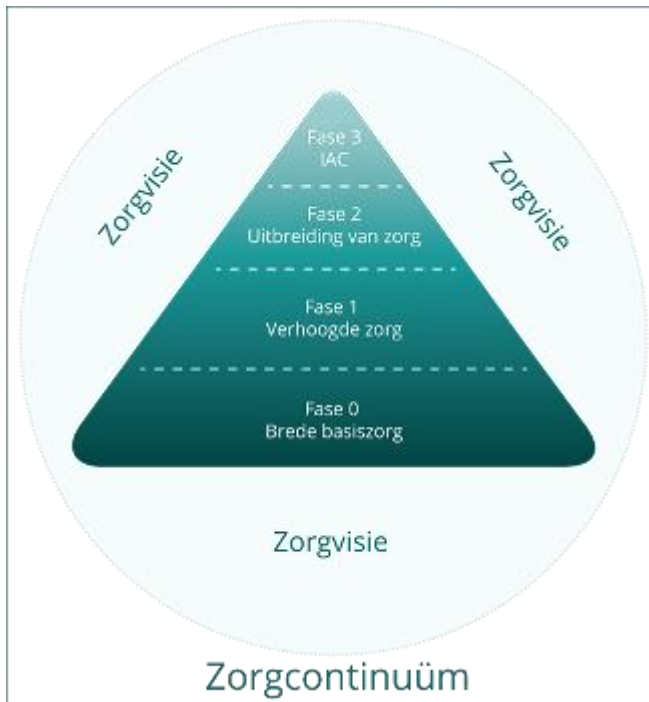 Fase 3
IAC
Zorgvisie
Zorgvisie
Fase 2
Uitbreiding van zorg
Fase 1
Verhoogde zorg
Fase 0
Brede basiszorg
Zorgvisie
Zorgcontinuüm